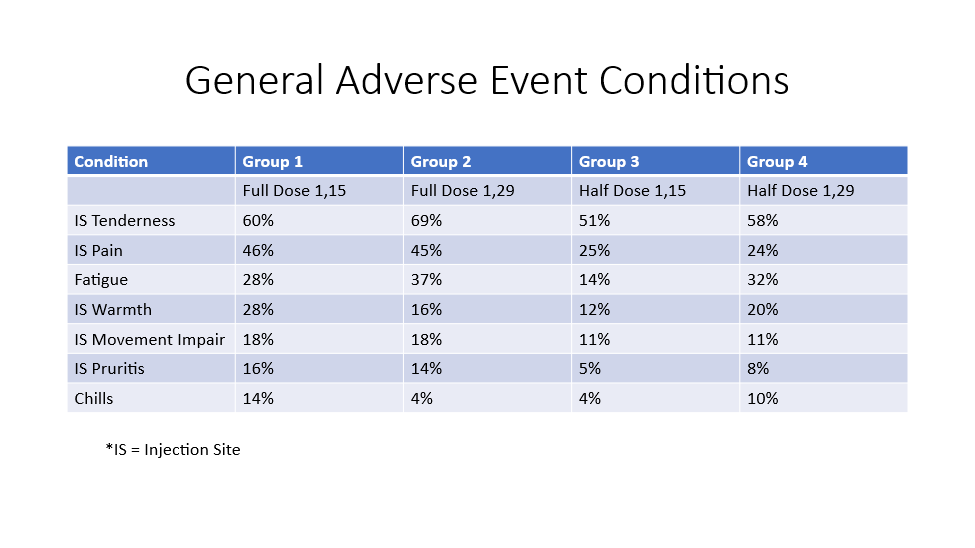 General Adverse Event Conditions
Condition Group 1 Group 2 Group 3 Group 4
Full Dose 1,15 Full Dose 1,29 Half Dose 1,15 Half Dose 1,29
IS Tenderness 60% 69% 51% 58%
IS Pain 46% 45% 25% 24%
Fatigue 28% 37% 14% 32%
IS Warmth 28% 16% 12% 20%
IS Movement Impair 18% 18% 11% 11%
IS Pruritis 16% 14% 5% 8%
Chills 14% 4% 4% 10%
*IS = Injection Site